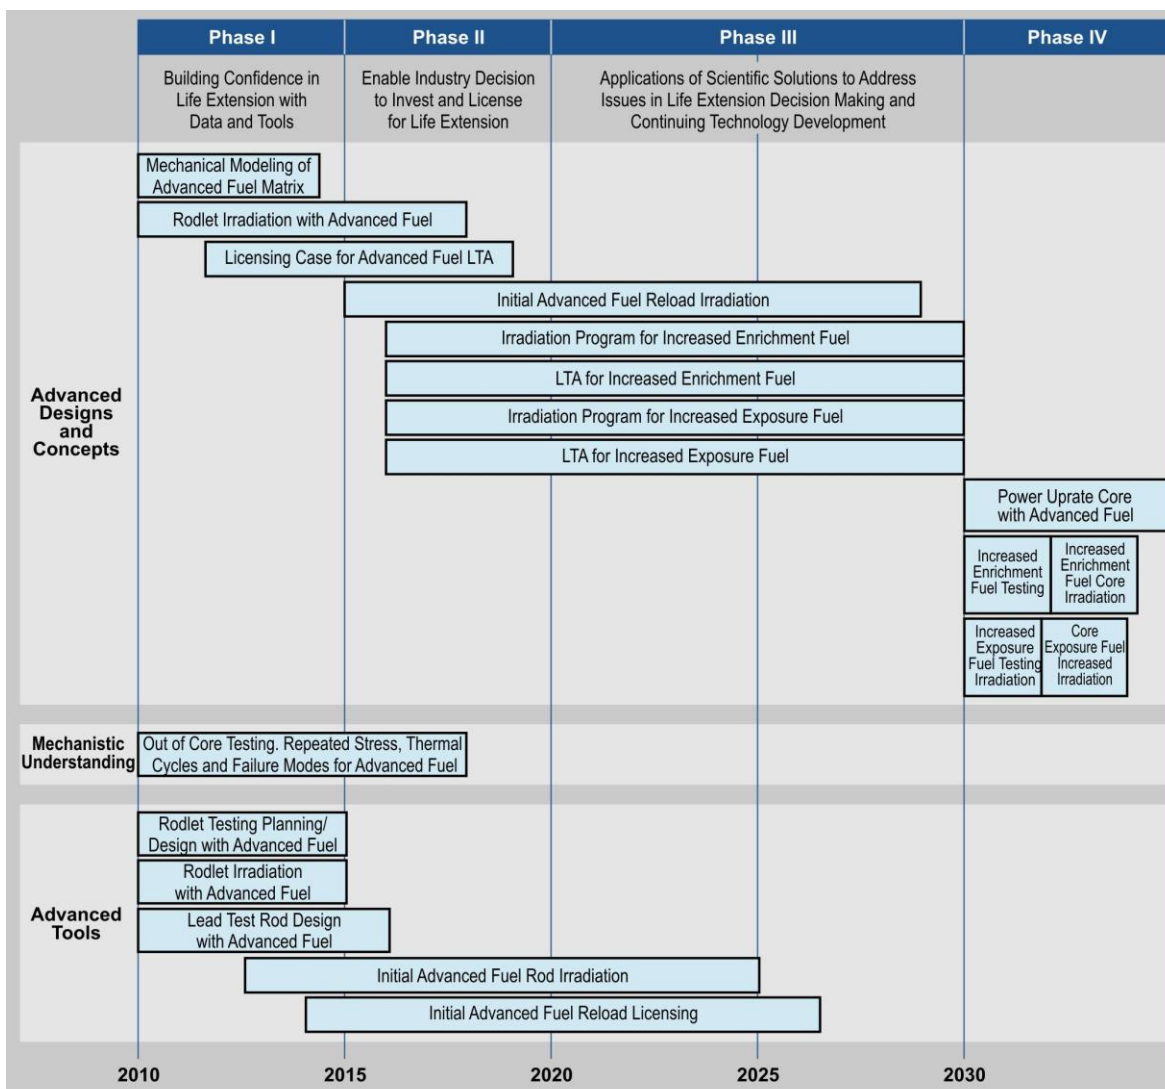 Phase I
Phase II
Phase III
Phase IV
Building Confidence in
Life Extension with
Data and Tools
Enable Industry Decision
to Invest and License
for Life Extension
Applications of Scientific Solutions to Address
Issues in Life Extension Decision Making and
Continuing Technology Development
Advanced
Designs
and
Concepts
Mechanical Modeling of
Advanced Fuel Matrix
Rodlet Irradiation with Advanced Fuel
Licensing Case for Advanced Fuel LTA
Initial Advanced Fuel Reload Irradiation
Irradiation Program for Increased Enrichment Fuel
LTA for Increased Enrichment Fuel
Irradiation Program for Increased Exposure Fuel
LTA for Increased Exposure Fuel
Power Uprate Core
with Advanced Fuel
Increased
Enrichment
Fuel Testing
Increased
Enrichment
Fuel Core
Irradiation
Increased
Exposure
Fuel Testing
Irradiation
Core
Exposure Fuel
Increased
Irradiation
Mechanistic
Understanding
Out of Core Testing. Repeated Stress, Thermal
Cycles and Failure Modes for Advanced Fuel
Advanced
Tools
Rodlet Testing Planning/
Design with Advanced Fuel
Rodlet Irradiation
with Advanced Fuel
Lead Test Rod Design
with Advanced Fuel
Initial Advanced Fuel Rod Irradiation
Initial Advanced Fuel Reload Licensing
2010
2015
2020
2025
2030